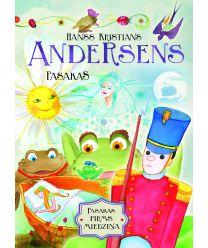 HANSS KRISTIANS
ANDERSENS
PASAKAS
PASAKAS
PIRMS
MIEDZIŅA